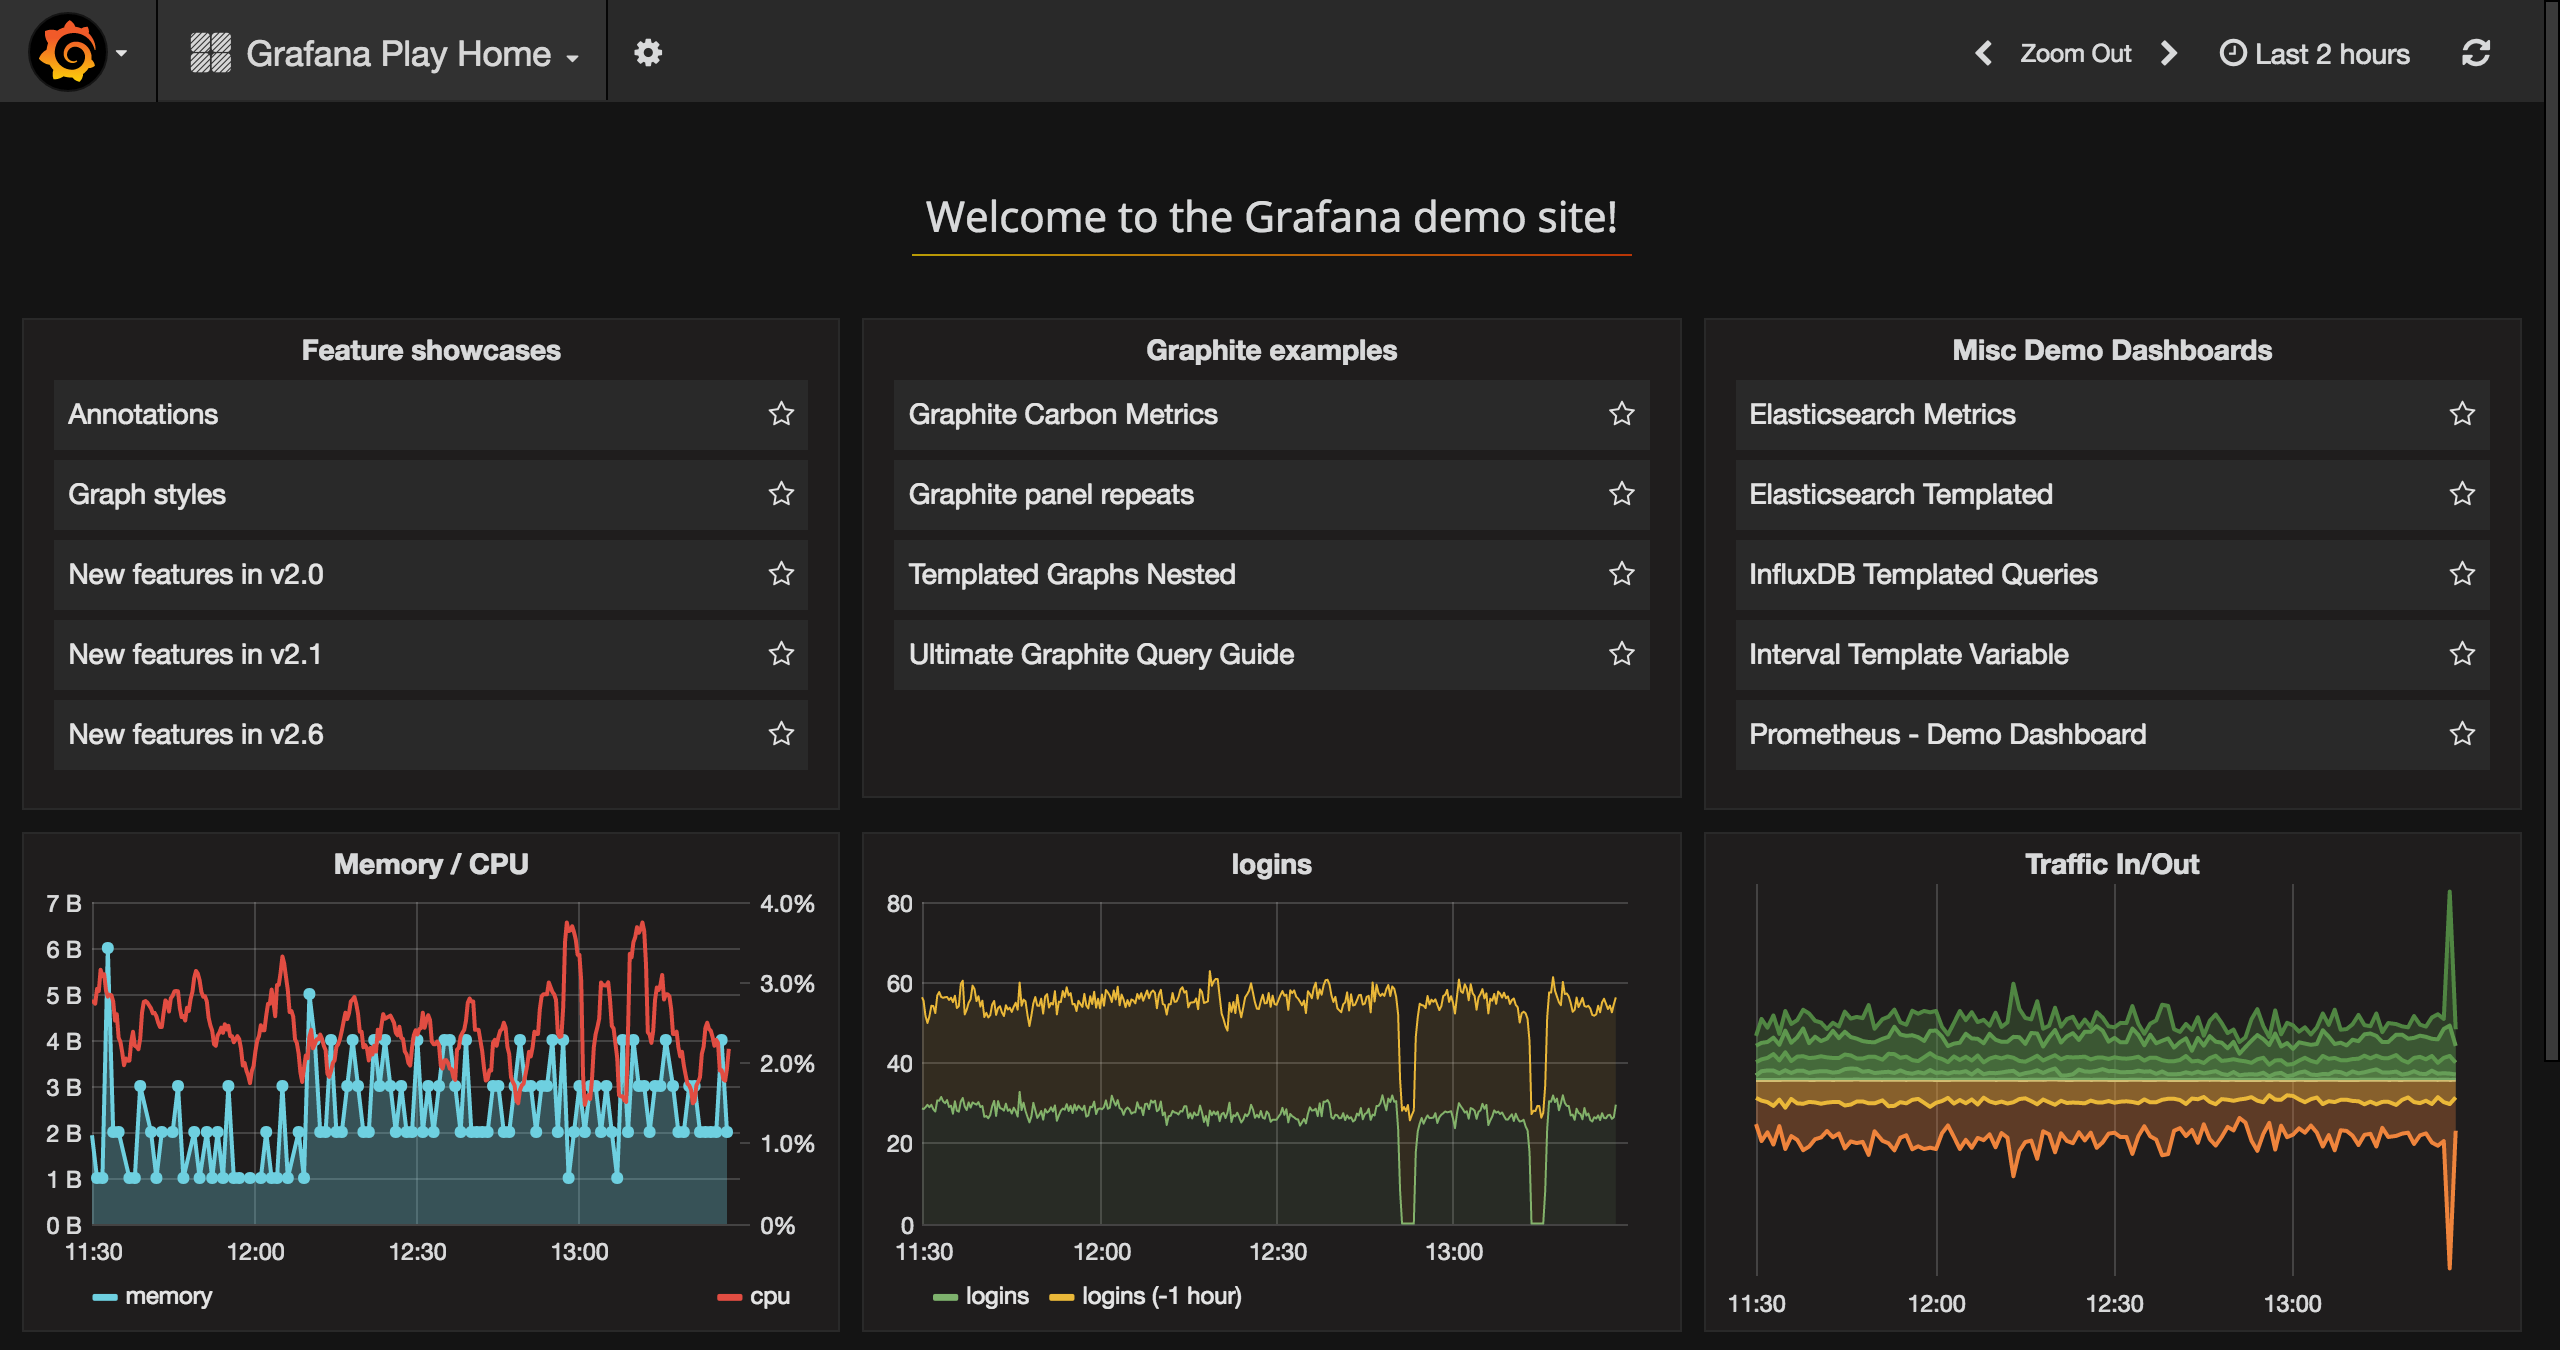 Grafana Play Home
Zoom Out
Last 2 hours
Welcome to the Grafana demo site!
Feature showcases
Annotations
Graph styles
New features in v2.0
New features in v2.1
New features in v2.6
Graphite examples
Graphite Carbon Metrics
Graphite panel repeats
Templated Graphs Nested
Ultimate Graphite Query Guide
Misc Demo Dashboards
Elasticsearch Metrics
Elasticsearch Templated
InfluxDB Templated Queries
Interval Template Variable
Prometheus - Demo Dashboard
Memory / CPU
7 B
6 B
5 B
4 B
3 B
2 B
1 B
0 B
4.0%
3.0%
2.0%
1.0%
0%
11:30 12:00 12:30 13:00
memory cpu
logins
80
60
40
20
0
11:30 12:00 12:30 13:00
logins logins (-1 hour)
Traffic In/Out
11:30 12:00 12:30 13:00